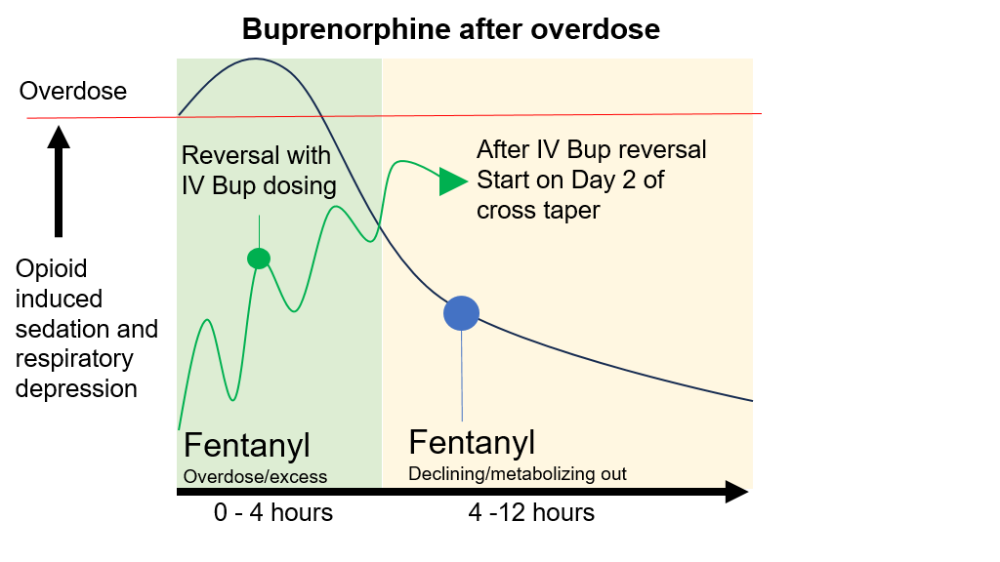 Buprenorphine after overdose
Overdose
Reversal with
IV Bup dosing
After IV Bup reversal
Start on Day 2 of
cross taper
Opioid
induced
sedation and
respiratory
depression
Fentanyl
Overdose/excess
Fentanyl
Declining/metabolizing out
0 - 4 hours
4 -12 hours